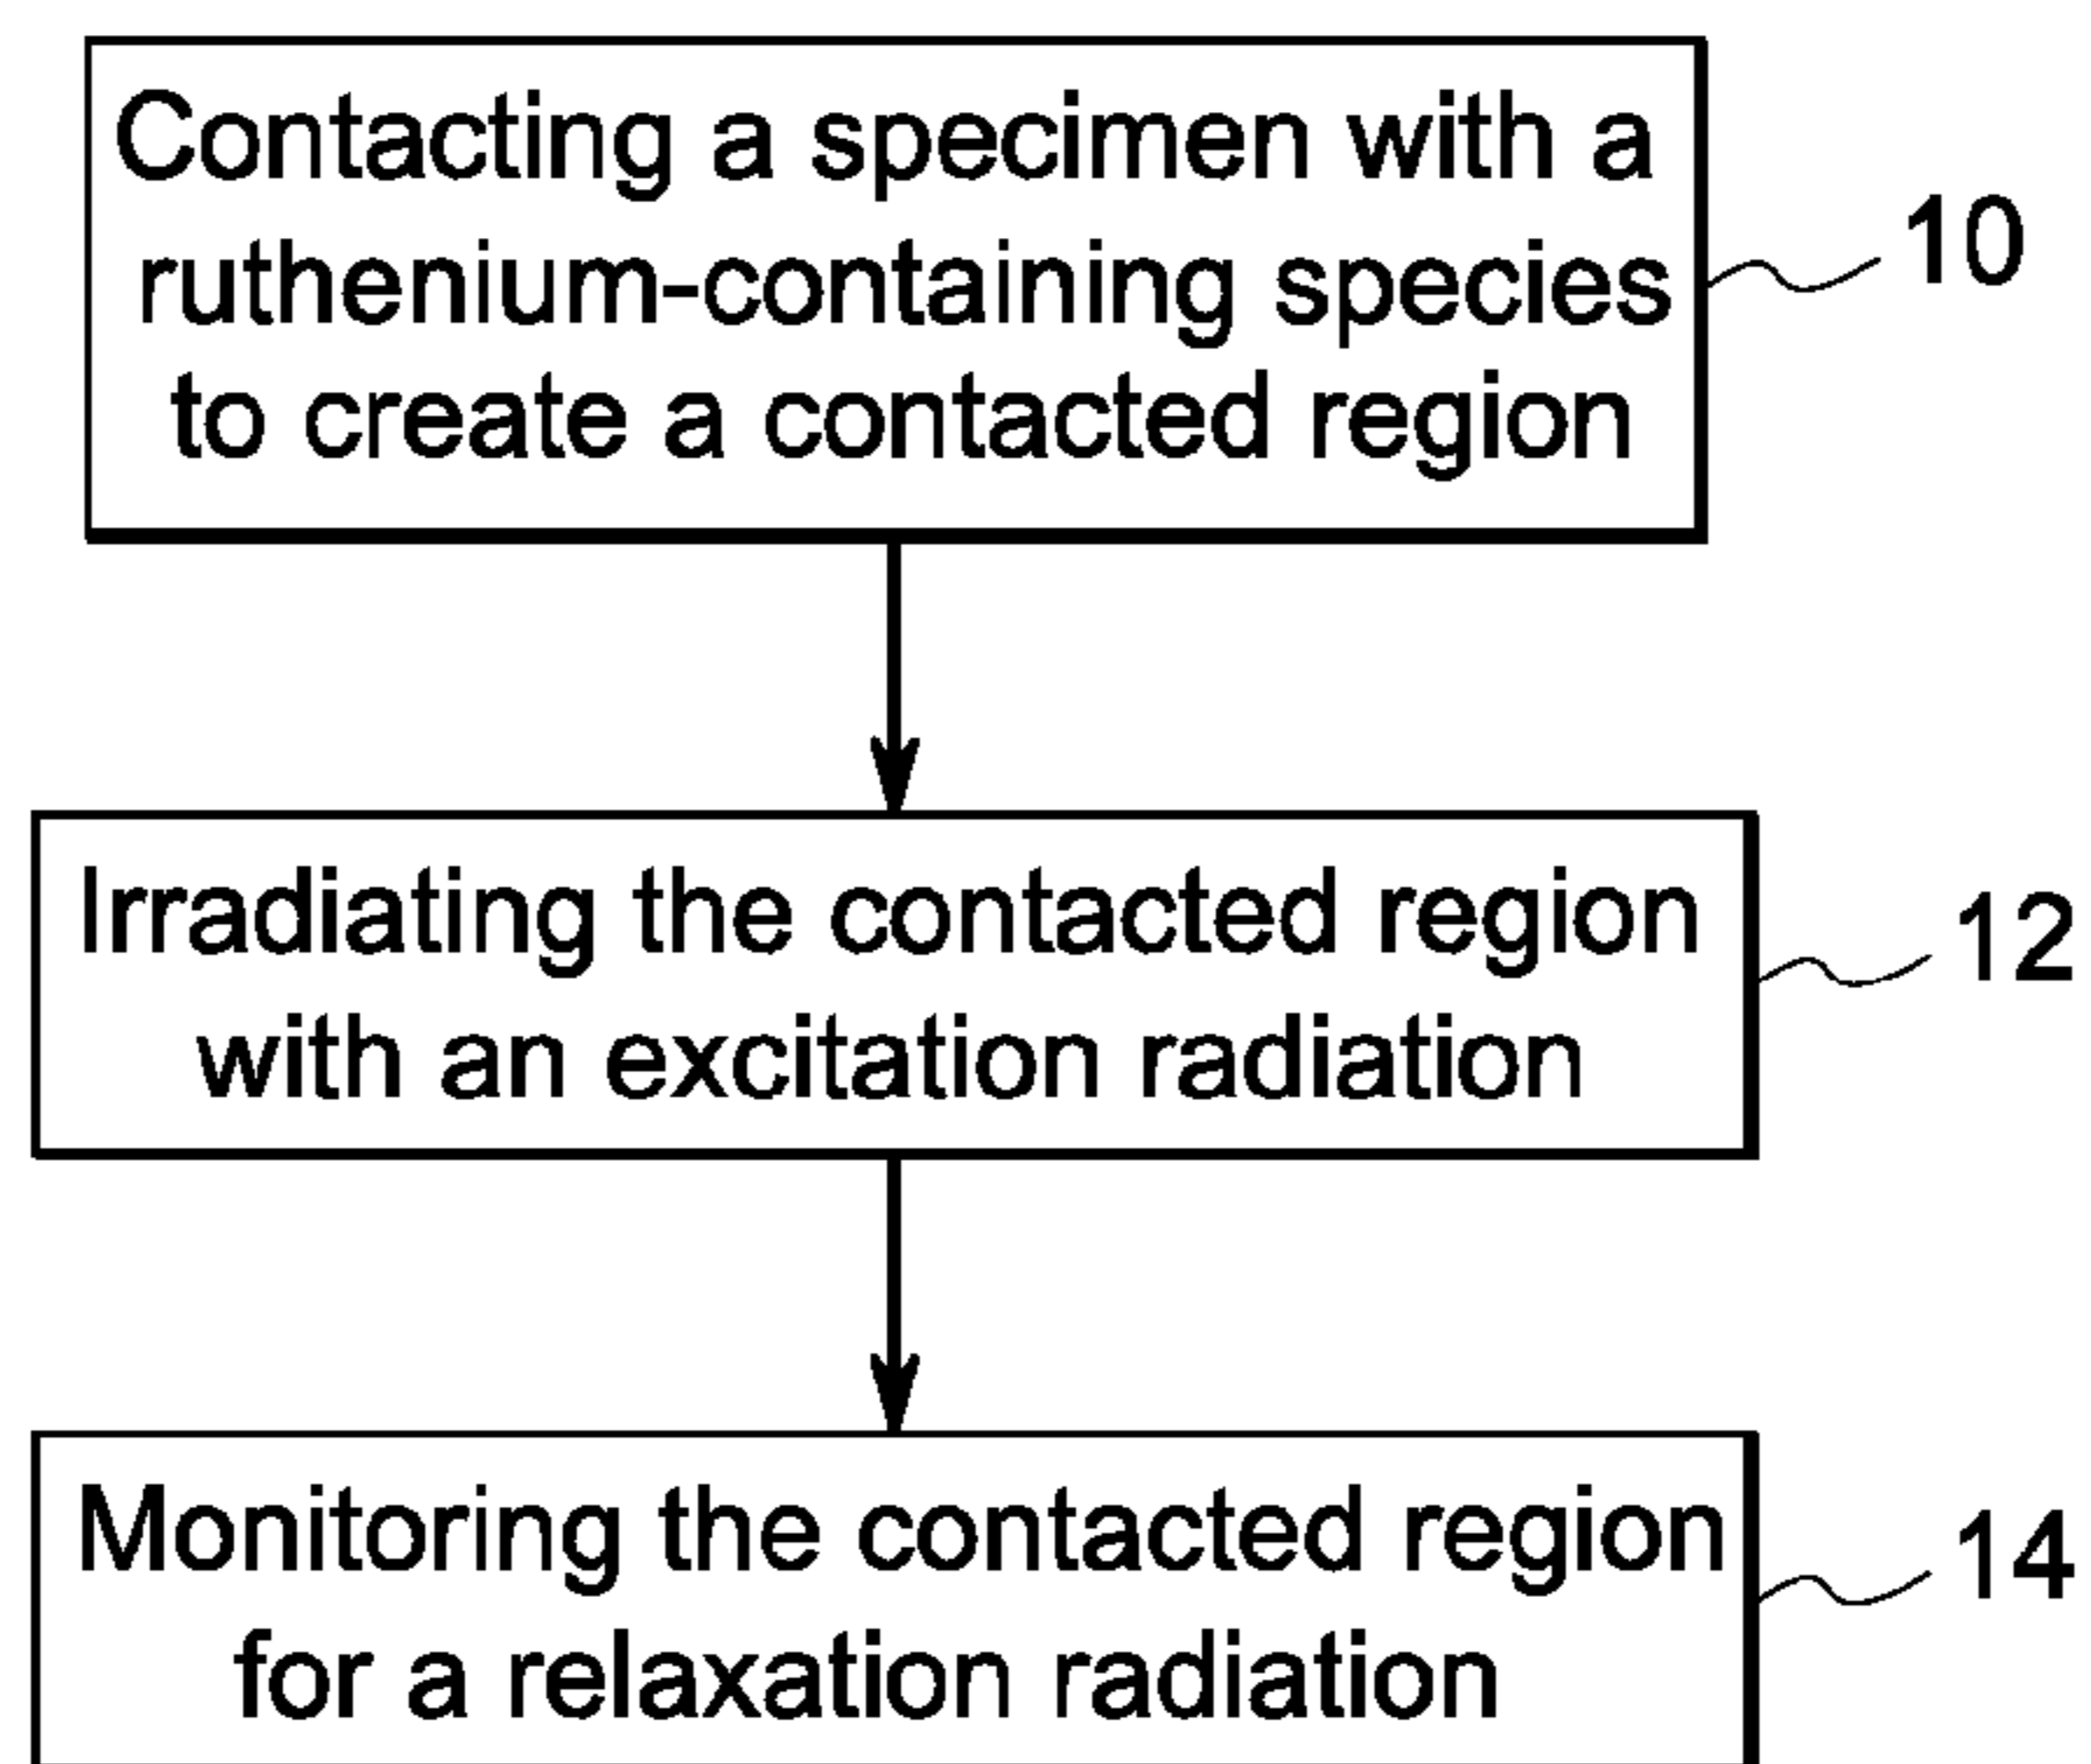 Contacting a specimen with a
ruthenium-containing species
to create a contacted region
10
Irradiating the contacted region
with an excitation radiation
12
Monitoring the contacted region
for a relaxation radiation
14